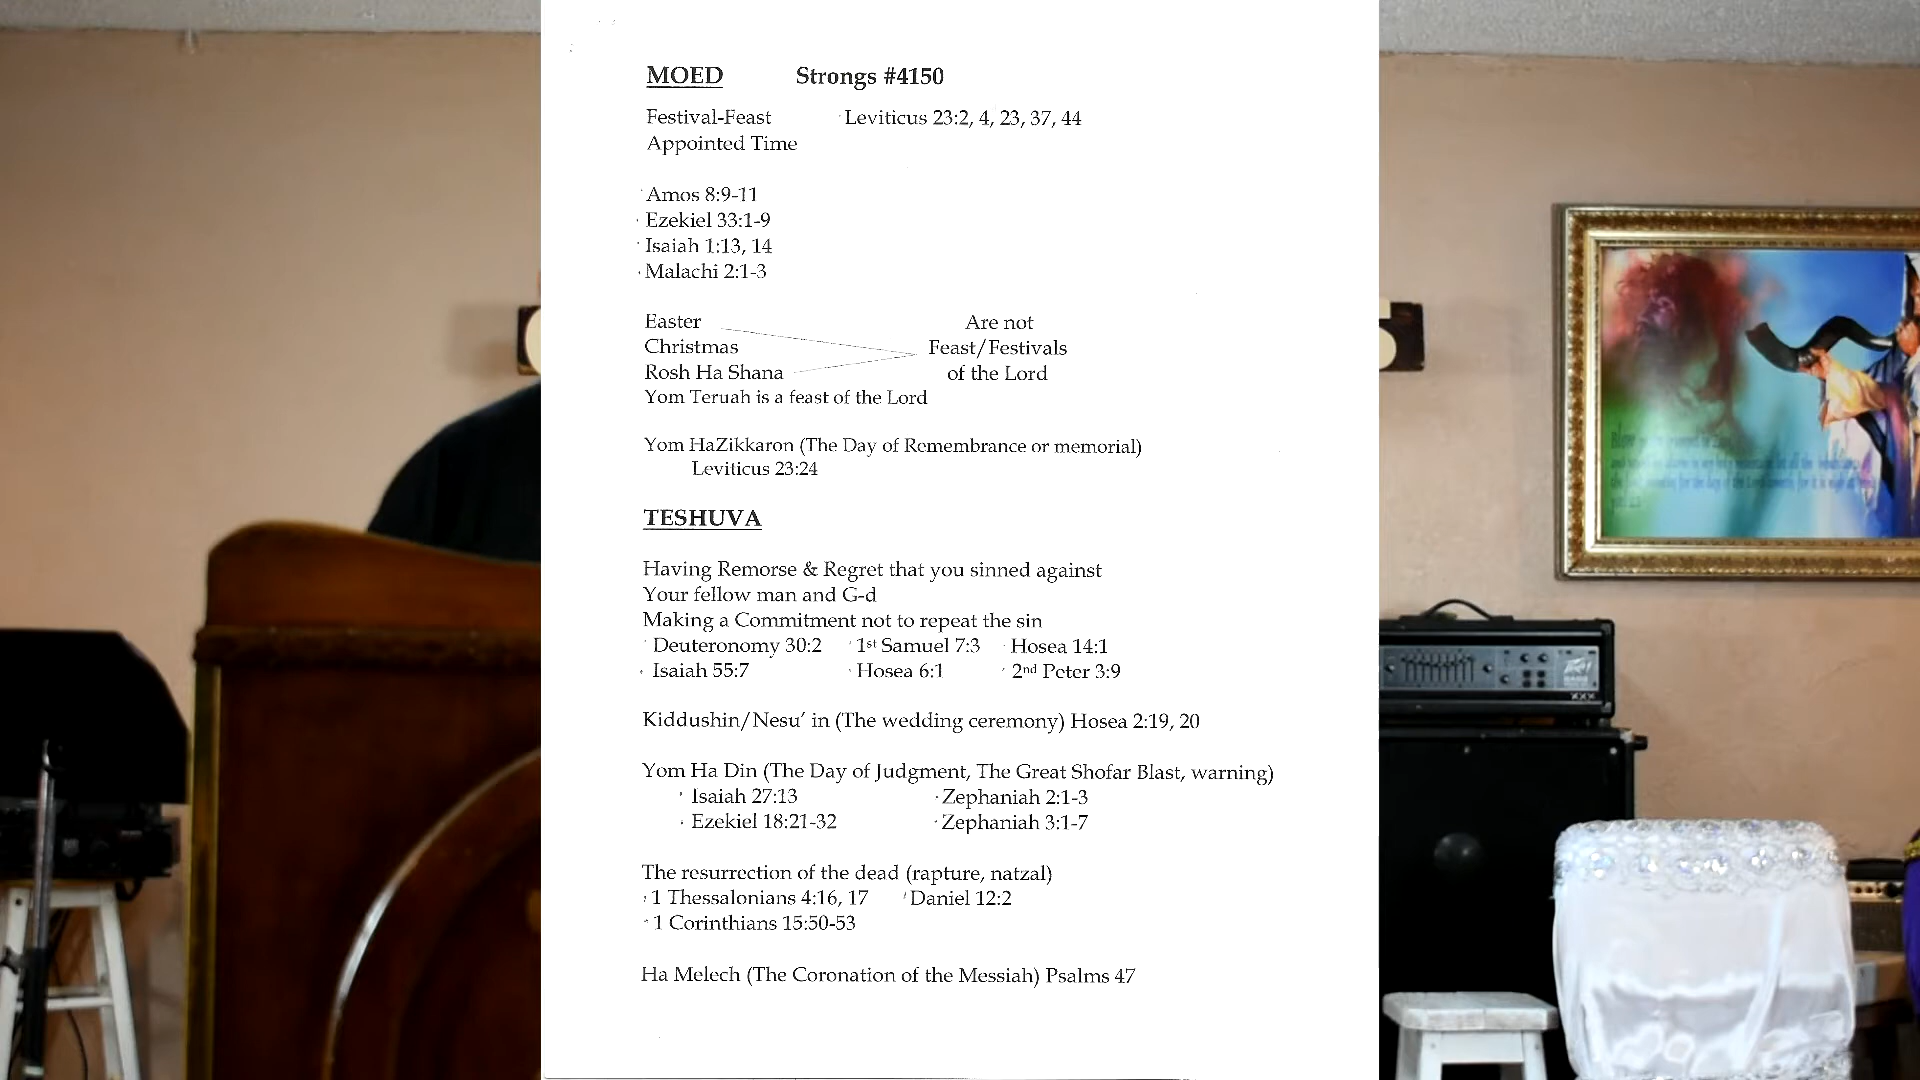 MOED Strongs #4150
Festival-Feast Leviticus 23:2, 4, 23, 37, 44
Appointed Time
Amos 8:9-11
Ezekiel 33:1-9
Isaiah 1:13, 14
Malachi 2:1-3
Easter Are not
Christmas Feast/Festivals
Rosh Ha Shana of the Lord
Yom Teruah is a feast of the Lord
Yom HaZikkaron (The Day of Remembrance or memorial)
Leviticus 23:24
TESHUVA
Having Remorse & Regret that you sinned against
Your fellow man and G-d
Making a Commitment not to repeat the sin
Deuteronomy 30:2 1st Samuel 7:3 Hosea 14:1
Isaiah 55:7 Hosea 6:1 2nd Peter 3:9
Kiddushin/Nesu' in (The wedding ceremony) Hosea 2:19, 20
Yom Ha Din (The Day of Judgment, The Great Shofar Blast, warning)
Isaiah 27:13 Zephaniah 2:1-3
Ezekiel 18:21-32 Zephaniah 3:1-7
The resurrection of the dead (rapture, natzal)
1 Thessalonians 4:16, 17 Daniel 12:2
1 Corinthians 15:50-53
Ha Melech (The Coronation of the Messiah) Psalms 47
PEAVEY
XXX